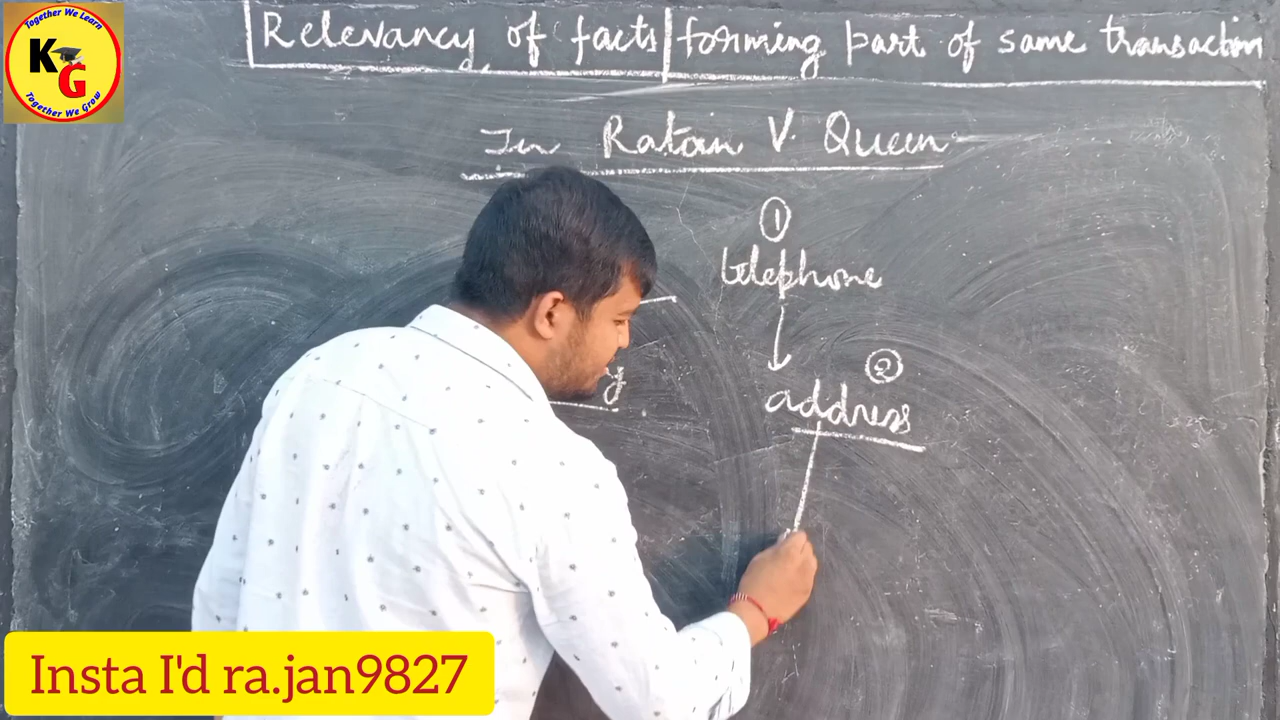 Together We Learn
KG
Together We Grow
Relevancy of facts forming part of same transaction
In Ratan V. Queen
1
telephone
2
address
Insta I'd ra.jan9827